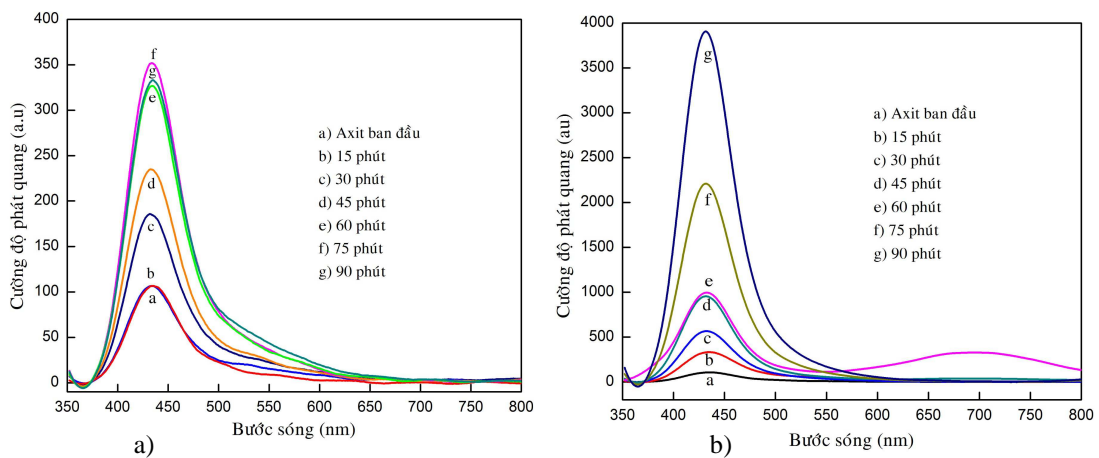 Cường độ phát quang (a.u)
400
350
300
250
200
150
100
50
0
f
g
e
d
c
b
a
a) Axit ban đầu
b) 15 phút
c) 30 phút
d) 45 phút
e) 60 phút
f) 75 phút
g) 90 phút
350 400 450 500 550 600 650 700 750 800
Bước sóng (nm)
a)
Cường độ phát quang (au)
4000
3500
3000
2500
2000
1500
1000
500
0
g
f
e
d
c
b
a
a) Axit ban đầu
b) 15 phút
c) 30 phút
d) 45 phút
e) 60 phút
f) 75 phút
g) 90 phút
350 400 450 500 550 600 650 700 750 800
Bước sóng (nm)
b)